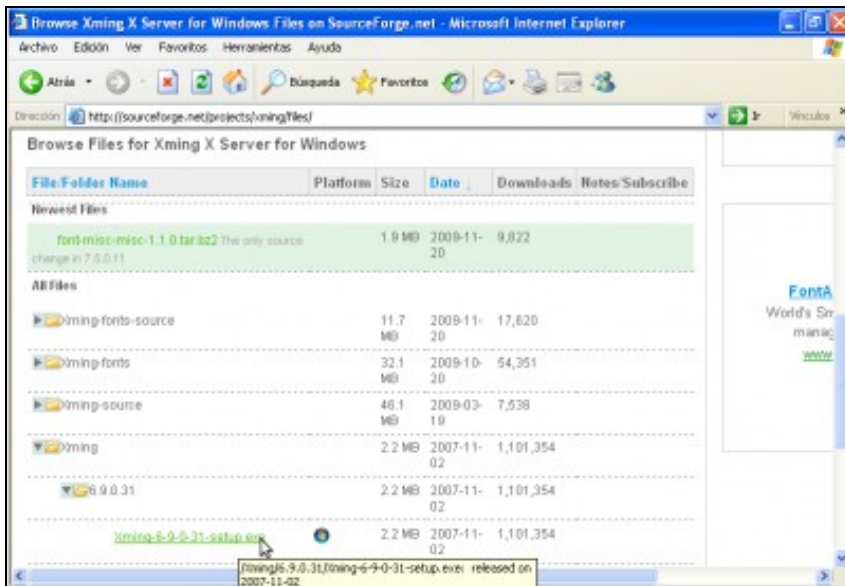 Browse Xming X Server for Windows Files on SourceForge.net - Microsoft Internet Explorer
Archivo Edición Ver Favoritos Herramientas Ayuda
Atrás Búsqueda Favoritos
Dirección http://sourceforge.net/projects/xming/files/ Ir Vínculos
Browse Files for Xming X Server for Windows
File/Folder Name Platform Size Date ↓ Downloads Notes/Subscribe
Newest Files
font-misc-misc-1.1.0.tar.bz2 The only source change in 7.5.0.11 1.9 MB 2009-11-20 9,822
All Files
Xming-fonts-source 11.7 MB 2009-11-20 17,620
Xming-fonts 32.1 MB 2009-10-20 54,351
Xming-source 46.1 MB 2009-03-19 7,538
Xming 2.2 MB 2007-11-02 1,101,354
6.9.0.31 2.2 MB 2007-11-02 1,101,354
Xming-6-9-0-31-setup.exe 2.2 MB 2007-11-02 1,101,354
/Xming/6.9.0.31/Xming-6-9-0-31-setup.exe: released on 2007-11-02
FontA
World's Sm
manag
www.